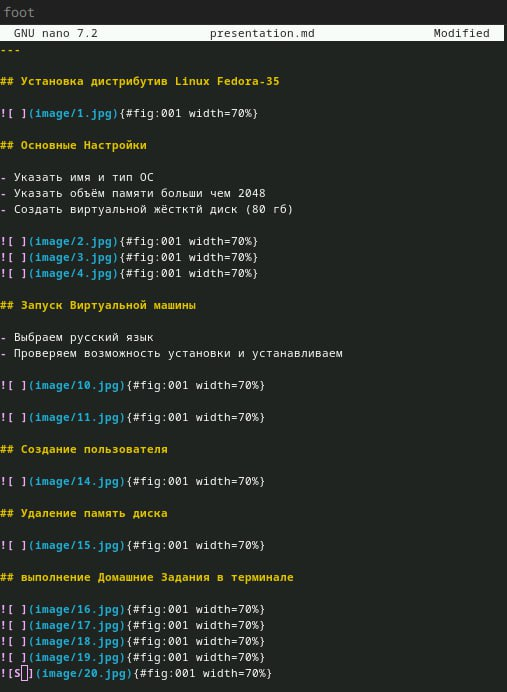 foot
GNU nano 7.2 presentation.md Modified
---
## Установка дистрибутив Linux Fedora-35
![ ](image/1.jpg){#fig:001 width=70%}
## Основные Настройки
- Указать имя и тип ОС
- Указать объём памяти больши чем 2048
- Создать виртуальной жёсткТй диск (80 гб)
![ ](image/2.jpg){#fig:001 width=70%}
![ ](image/3.jpg){#fig:001 width=70%}
![ ](image/4.jpg){#fig:001 width=70%}
## Запуск Виртуальной машины
- Выбраем русский язык
- Проверяем возможность установки и устанавливаем
![ ](image/10.jpg){#fig:001 width=70%}
![ ](image/11.jpg){#fig:001 width=70%}
## Создание пользователя
![ ](image/14.jpg){#fig:001 width=70%}
## Удаление память диска
![ ](image/15.jpg){#fig:001 width=70%}
## выполнение Домашние Задания в терминале
![ ](image/16.jpg){#fig:001 width=70%}
![ ](image/17.jpg){#fig:001 width=70%}
![ ](image/18.jpg){#fig:001 width=70%}
![ ](image/19.jpg){#fig:001 width=70%}
![S ](image/20.jpg){#fig:001 width=70%}